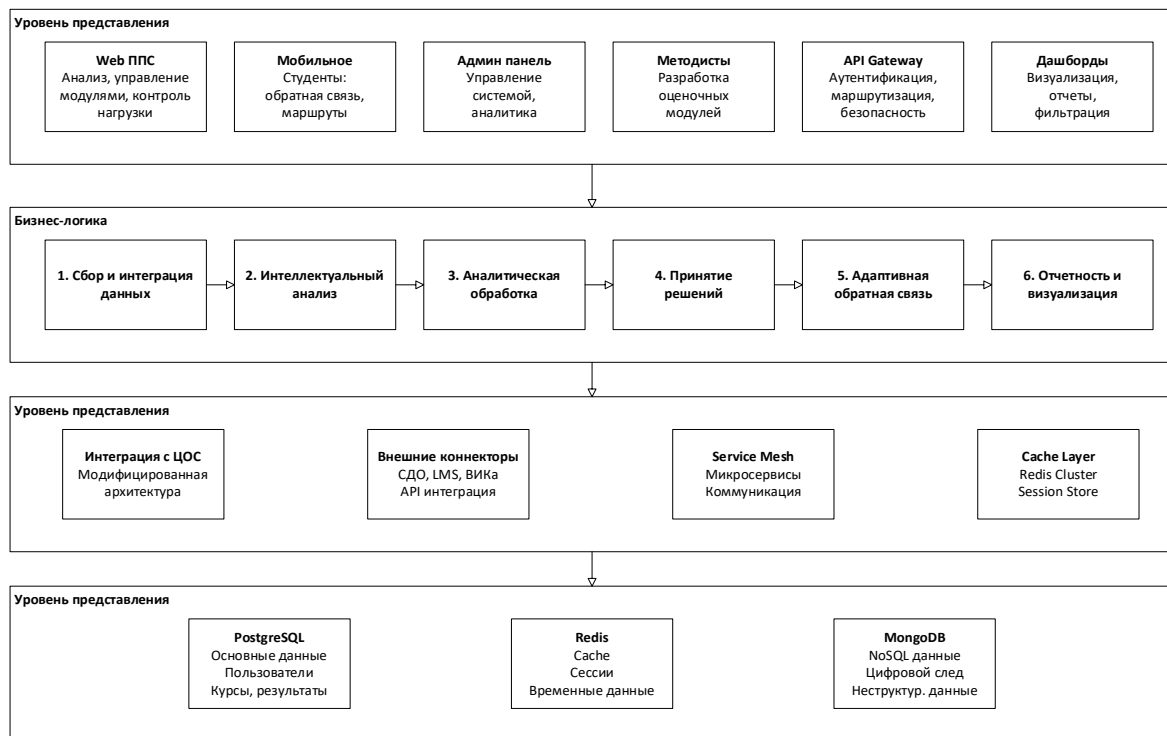 Уровень представления
Web ППС
Анализ, управление
модулями, контроль
нагрузки
Мобильное
Студенты:
обратная связь,
маршруты
Админ панель
Управление
системой,
аналитика
Методисты
Разработка
оценочных
модулей
API Gateway
Аутентификация,
маршрутизация,
безопасность
Дашборды
Визуализация,
отчеты,
фильтрация
Бизнес-логика
1. Сбор и интеграция
данных
2. Интеллектуальный
анализ
3. Аналитическая
обработка
4. Принятие
решений
5. Адаптивная
обратная связь
6. Отчетность и
визуализация
Уровень представления
Интеграция с ЦОС
Модифицированная
архитектура
Внешние коннекторы
СДО, LMS, ВИКа
API интеграция
Service Mesh
Микросервисы
Коммуникация
Cache Layer
Redis Cluster
Session Store
Уровень представления
PostgreSQL
Основные данные
Пользователи
Курсы, результаты
Redis
Cache
Сессии
Временные данные
MongoDB
NoSQL данные
Цифровой след
Неструктур. данные